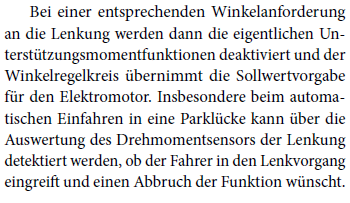 Bei einer entsprechenden Winkelanforderung
an die Lenkung werden dann die eigentlichen Un-
terstützungsmomentfunktionen deaktiviert und der
Winkelregelkreis übernimmt die Sollwertvorgabe
für den Elektromotor. Insbesondere beim automa-
tischen Einfahren in eine Parklücke kann über die
Auswertung des Drehmomentsensors der Lenkung
detektiert werden, ob der Fahrer in den Lenkvorgang
eingreift und einen Abbruch der Funktion wünscht.